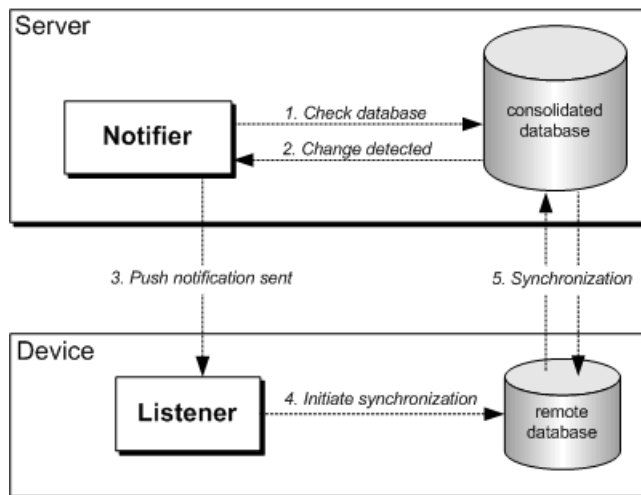 Server
Notifier
1. Check database
2. Change detected
consolidated
database
3. Push notification sent
5. Synchronization
Device
Listener
4. Initiate synchronization
remote
database